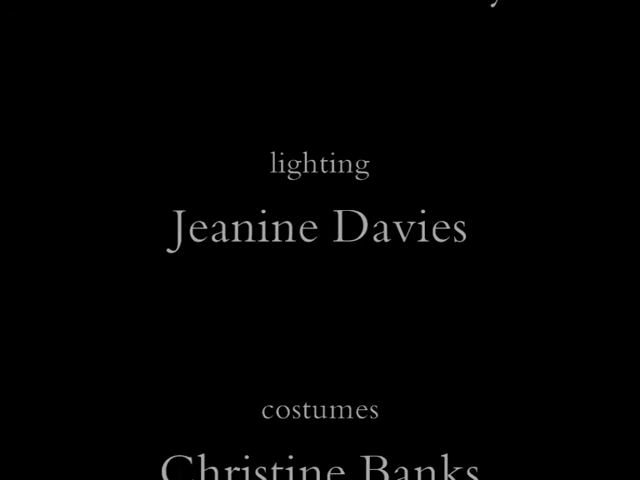 lighting
Jeanine Davies
costumes
Christine Banks